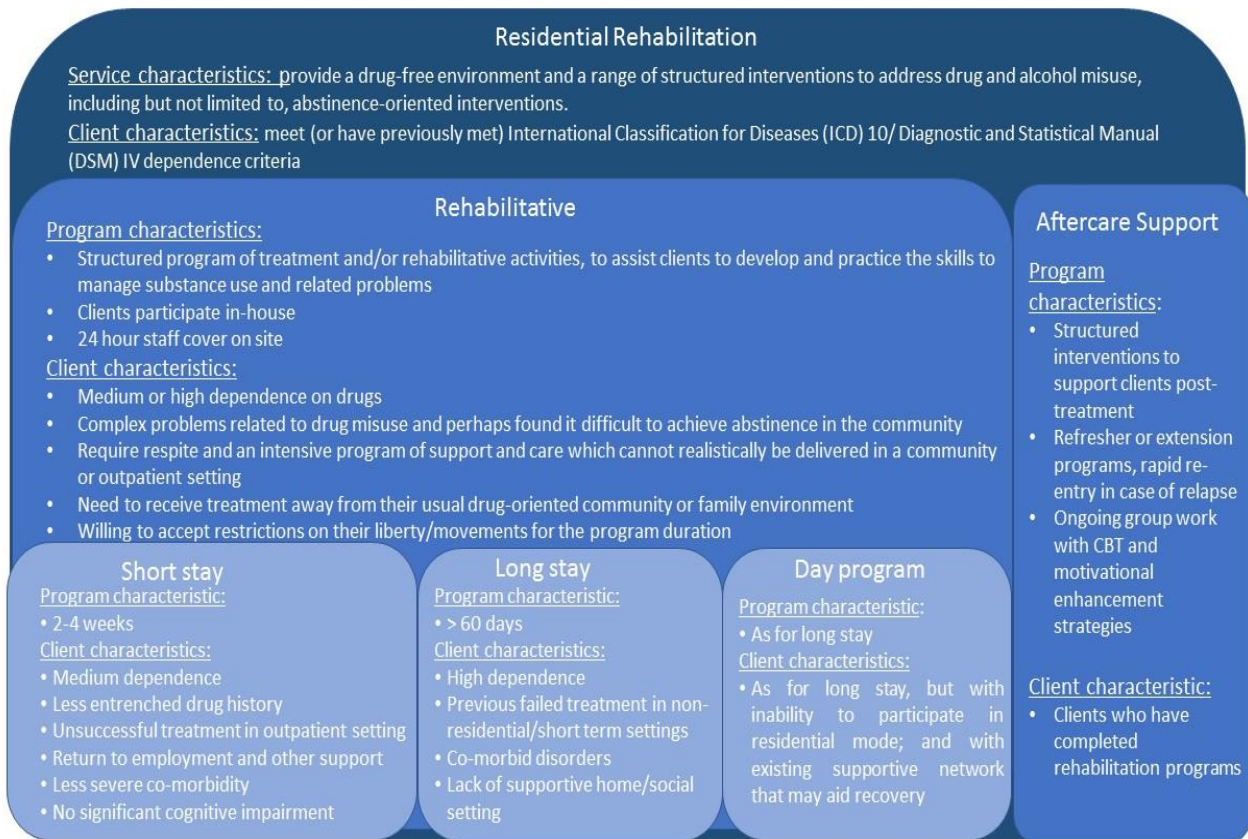 Residential Rehabilitation
Service characteristics: provide a drug-free environment and a range of structured interventions to address drug and alcohol misuse,
including but not limited to, abstinence-oriented interventions.
Client characteristics: meet (or have previously met) International Classification for Diseases (ICD) 10/ Diagnostic and Statistical Manual
(DSM) IV dependence criteria
Rehabilitative
Program characteristics:
• Structured program of treatment and/or rehabilitative activities, to assist clients to develop and practice the skills to
manage substance use and related problems
• Clients participate in-house
• 24 hour staff cover on site
Client characteristics:
• Medium or high dependence on drugs
• Complex problems related to drug misuse and perhaps found it difficult to achieve abstinence in the community
• Require respite and an intensive program of support and care which cannot realistically be delivered in a community
or outpatient setting
• Need to receive treatment away from their usual drug-oriented community or family environment
• Willing to accept restrictions on their liberty/movements for the program duration
Short stay
Program characteristic:
• 2-4 weeks
Client characteristics:
• Medium dependence
• Less entrenched drug history
• Unsuccessful treatment in outpatient setting
• Return to employment and other support
• Less severe co-morbidity
• No significant cognitive impairment
Long stay
Program characteristic:
• > 60 days
Client characteristics:
• High dependence
• Previous failed treatment in non-
residential/short term settings
• Co-morbid disorders
• Lack of supportive home/social
setting
Day program
Program characteristic:
• As for long stay
Client characteristics:
• As for long stay, but with
inability to participate in
residential mode; and with
existing supportive network
that may aid recovery
Aftercare Support
Program
characteristics:
• Structured
interventions to
support clients post-
treatment
• Refresher or extension
programs, rapid re-
entry in case of relapse
• Ongoing group work
with CBT and
motivational
enhancement
strategies
Client characteristic:
• Clients who have
completed
rehabilitation programs